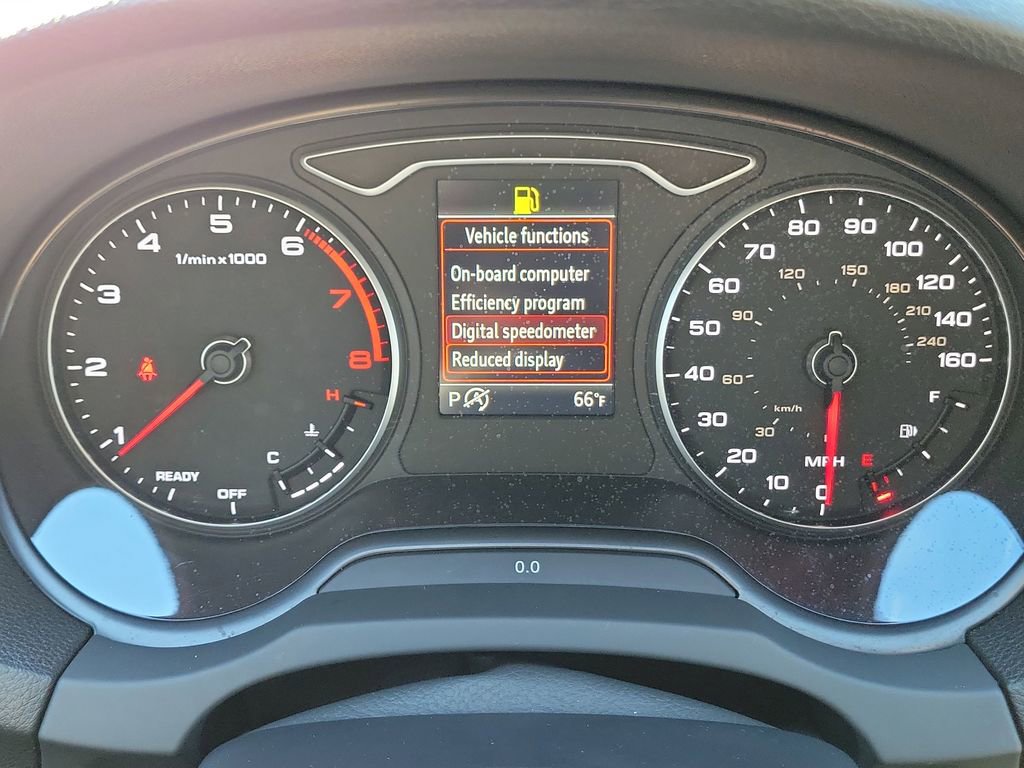 1/min x 1000
1
2
3
4
5
6
7
8
READY
OFF
C
H
Vehicle functions
On-board computer
Efficiency program
Digital speedometer
Reduced display
P
A
66°F
0
10
20
30
40
50
60
70
80
90
100
120
140
160
30
60
90
120
150
180
210
240
km/h
MPH
E
F
0.0